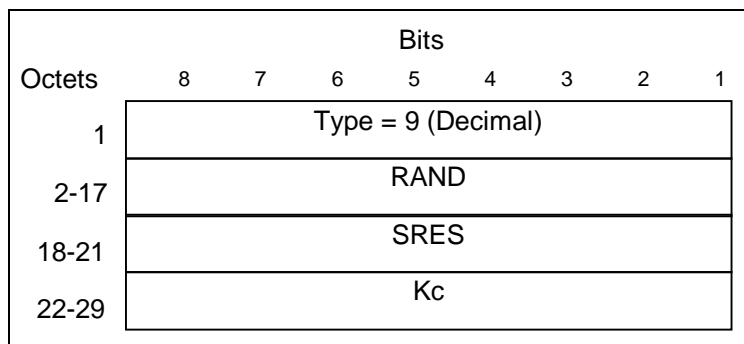 Bits
Octets 8 7 6 5 4 3 2 1
1 Type = 9 (Decimal)
2-17 RAND
18-21 SRES
22-29 Kc